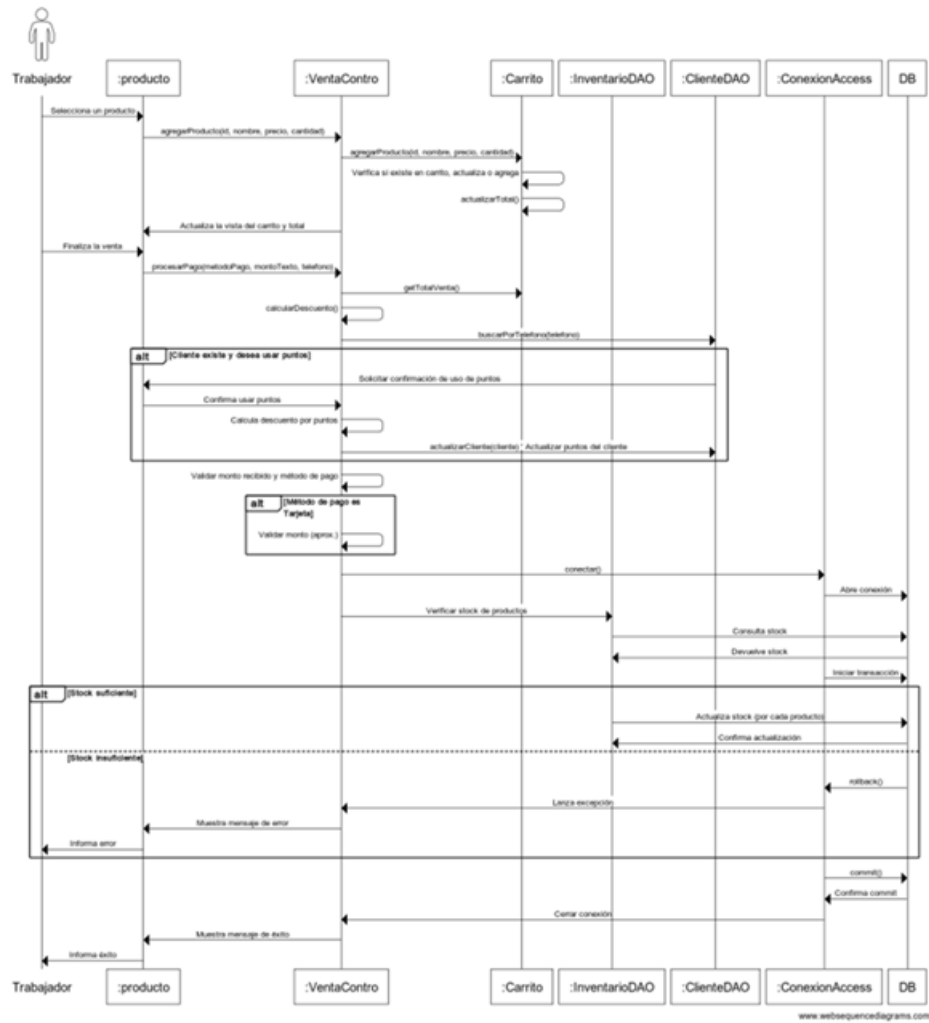 Trabajador
:producto
:VentaContro
:Carrito
:InventarioDAO
:ClienteDAO
:ConexionAccess
DB
Selecciona un producto
agregarProducto(id, nombre, precio, cantidad)
agregarProducto(id, nombre, precio, cantidad)
Verifica si existe en carrito, actualiza o agrega
actualizarTotal()
Actualiza la vista del carrito y total
Finaliza la venta
procesarPago(metodoPago, montoTexto, telefono)
getTotalVenta()
calcularDescuento()
buscarPorTelefono(telefono)
alt
[Cliente existe y desea usar puntos]
Solicitar confirmación de uso de puntos
Confirma usar puntos
Calcula descuento por puntos
actualizarCliente(cliente) * Actualizar puntos del cliente
Validar monto recibido y método de pago
alt
[Método de pago es
Tarjeta]
Validar monto (aprox.)
conectar()
Abre conexión
Verificar stock de productos
Consulta stock
Devuelve stock
Iniciar transacción
alt
[Stock suficiente]
Actualiza stock (por cada producto)
Confirma actualización
[Stock insuficiente]
rollback()
Lanza excepción
Muestra mensaje de error
Informa error
commit()
Confirma commit
Cerrar conexión
Muestra mensaje de éxito
Informa éxito
Trabajador
:producto
:VentaContro
:Carrito
:InventarioDAO
:ClienteDAO
:ConexionAccess
DB
www.websequencediagrams.com